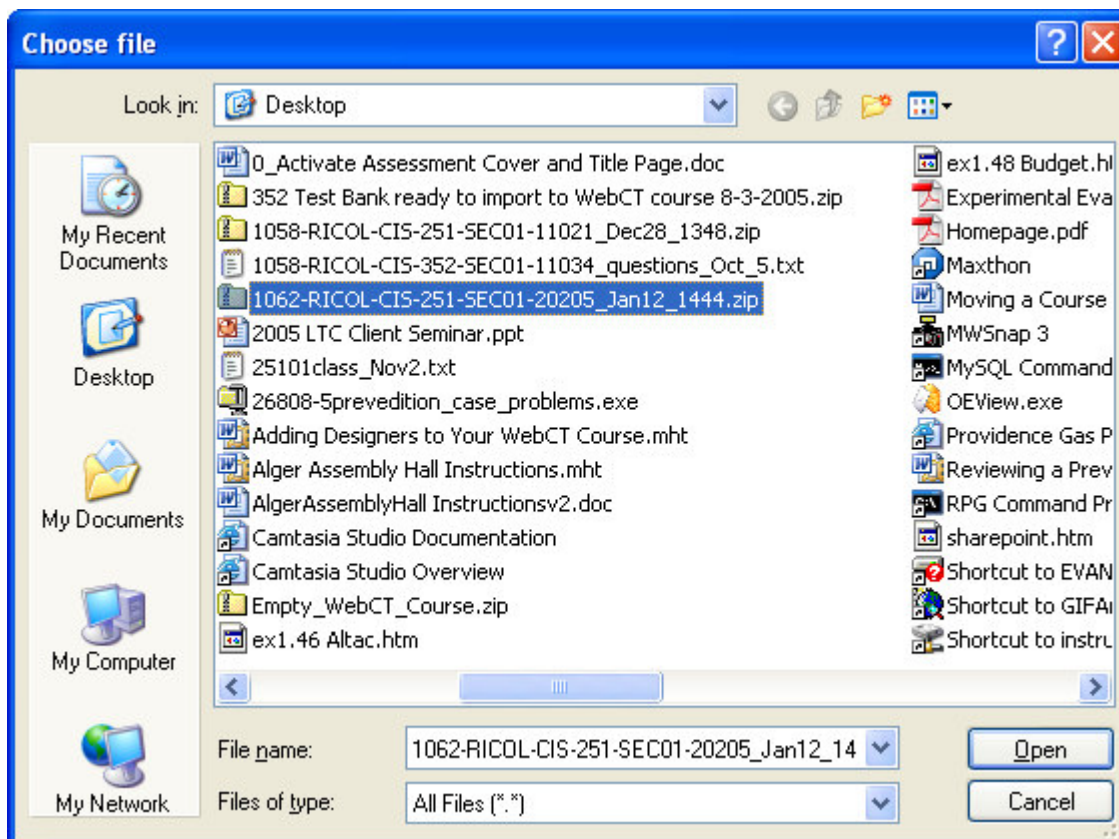 Choose file
Look in:
Desktop
My Recent
Documents
Desktop
My Documents
My Computer
My Network
0_Activate Assessment Cover and Title Page.doc
352 Test Bank ready to import to WebCT course 8-3-2005.zip
1058-RICOL-CIS-251-SEC01-11021_Dec28_1348.zip
1058-RICOL-CIS-352-SEC01-11034_questions_Oct_5.txt
1062-RICOL-CIS-251-SEC01-20205_Jan12_1444.zip
2005 LTC Client Seminar.ppt
25101class_Nov2.txt
26808-5prevedition_case_problems.exe
Adding Designers to Your WebCT Course.mht
Alger Assembly Hall Instructions.mht
AlgerAssemblyHall Instructionsv2.doc
Camtasia Studio Documentation
Camtasia Studio Overview
Empty_WebCT_Course.zip
ex1.46 Altac.htm
ex1.48 Budget.h
Experimental Eva
Homepage.pdf
Maxthon
Moving a Course
MWSnap 3
MySQL Command
OEView.exe
Providence Gas P
Reviewing a Prev
RPG Command Pr
sharepoint.htm
Shortcut to EVAN
Shortcut to GIFA
Shortcut to instru
File name:
1062-RICOL-CIS-251-SEC01-20205_Jan12_14
Open
Files of type:
All Files (*.*)
Cancel